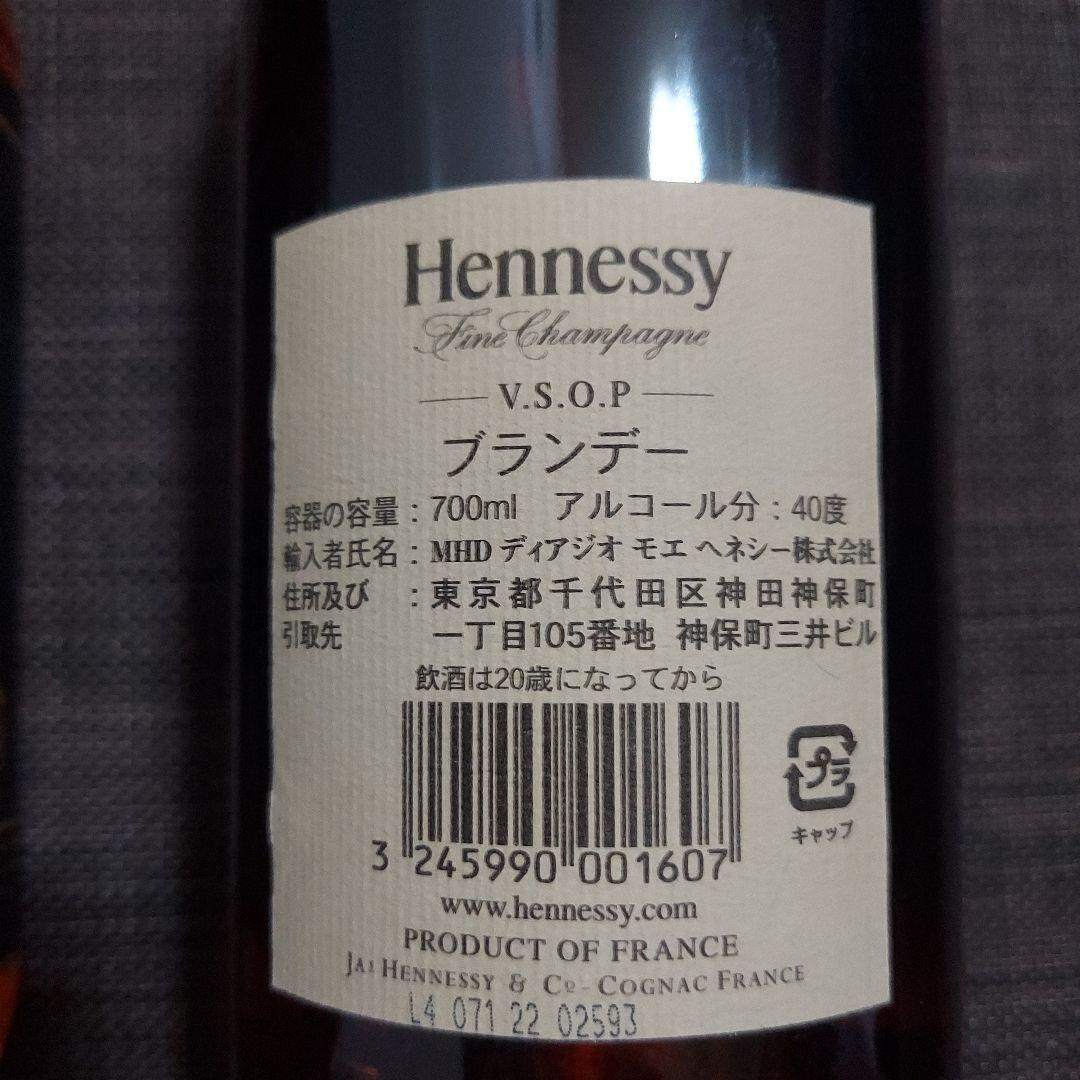 Hennessy
Fine Champagne
V.S.O.P
ブランデー
容器の容量：700ml アルコール分：40度
輸入者氏名：MHD ディアジオ モエ ヘネシー株式会社
住所及び ：東京都千代田区神田神保町
引取先 一丁目105番地 神保町三井ビル
飲酒は20歳になってから
プラ
キャップ
3 245990 001607
www.hennessy.com
PRODUCT OF FRANCE
JAs HENNESSY & Co - COGNAC FRANCE
L4 071 22 02593